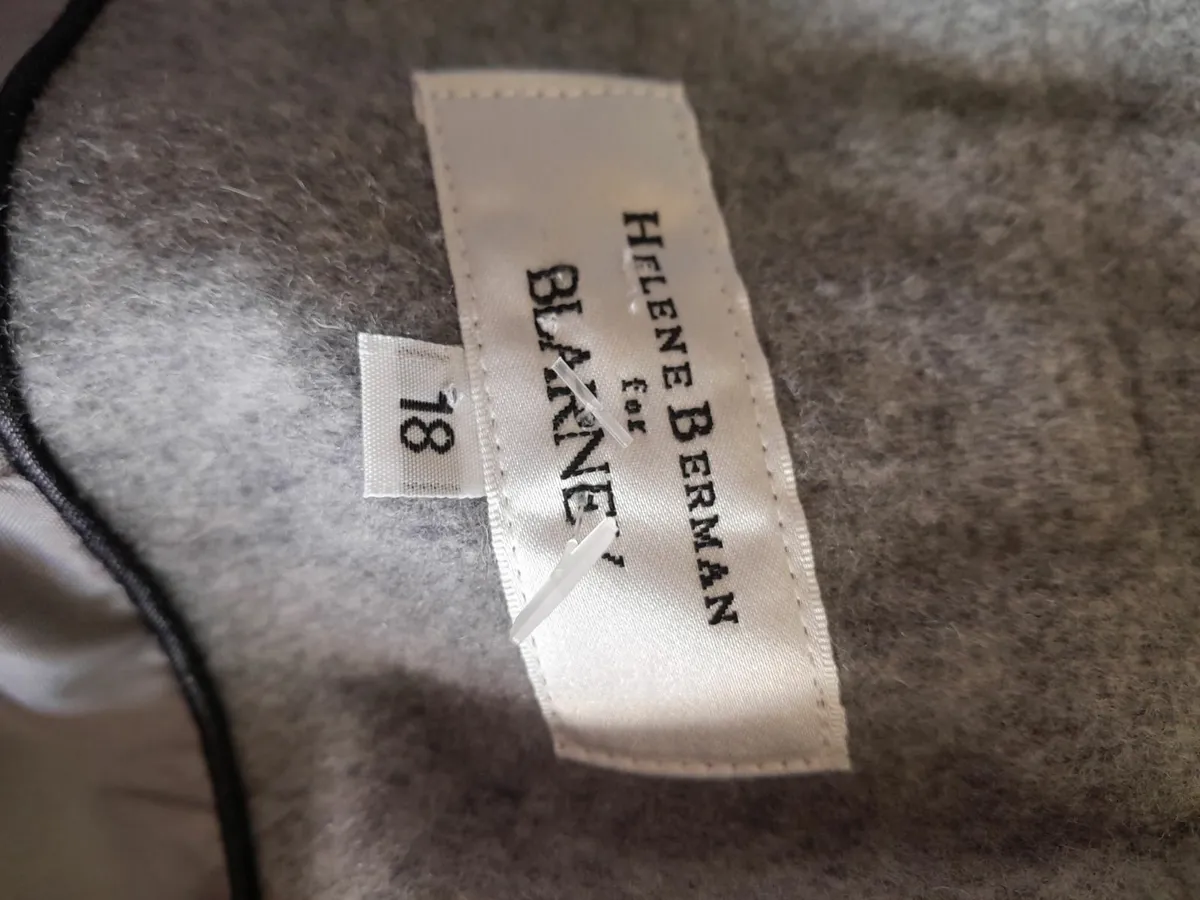 HELENE BERMAN
for
BLARNEY
18